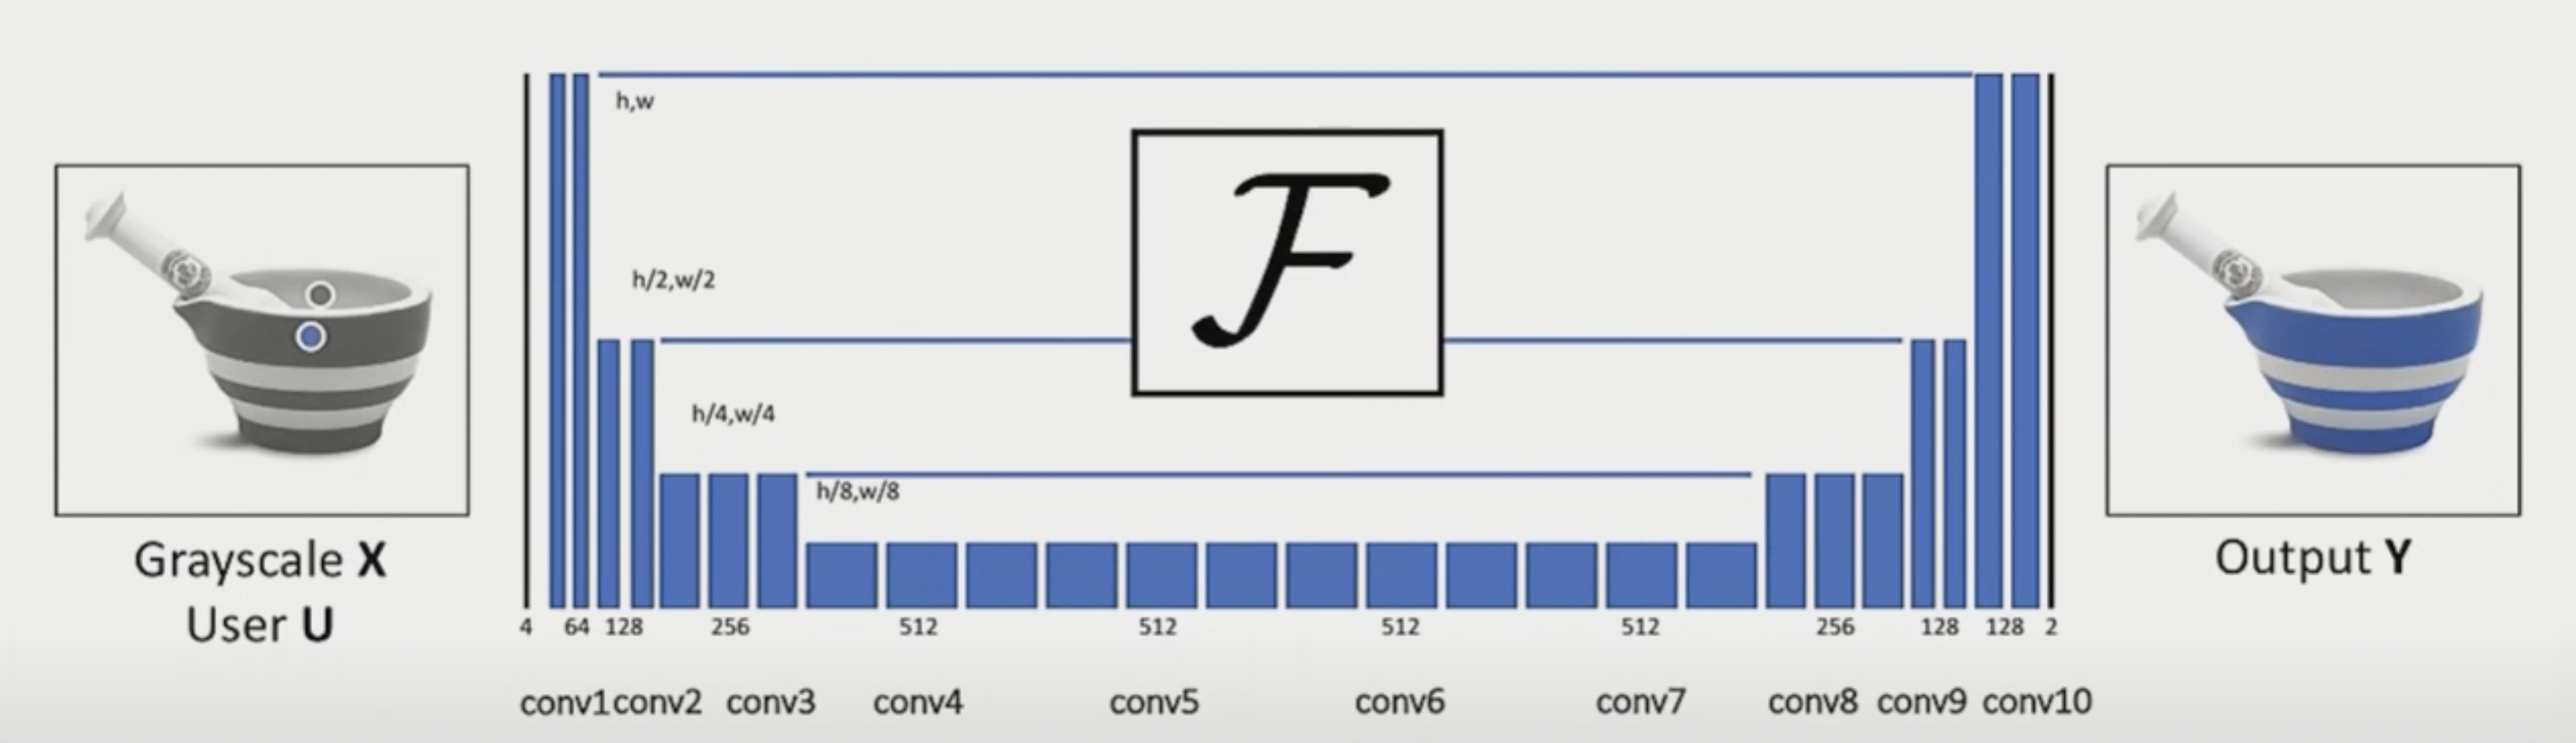 h,w
h/2,w/2
h/4,w/4
h/8,w/8
ℱ
Grayscale X
User U
Output Y
4 64 128 256 512 512 512 512 256 128 128 2
conv1 conv2 conv3 conv4 conv5 conv6 conv7 conv8 conv9 conv10